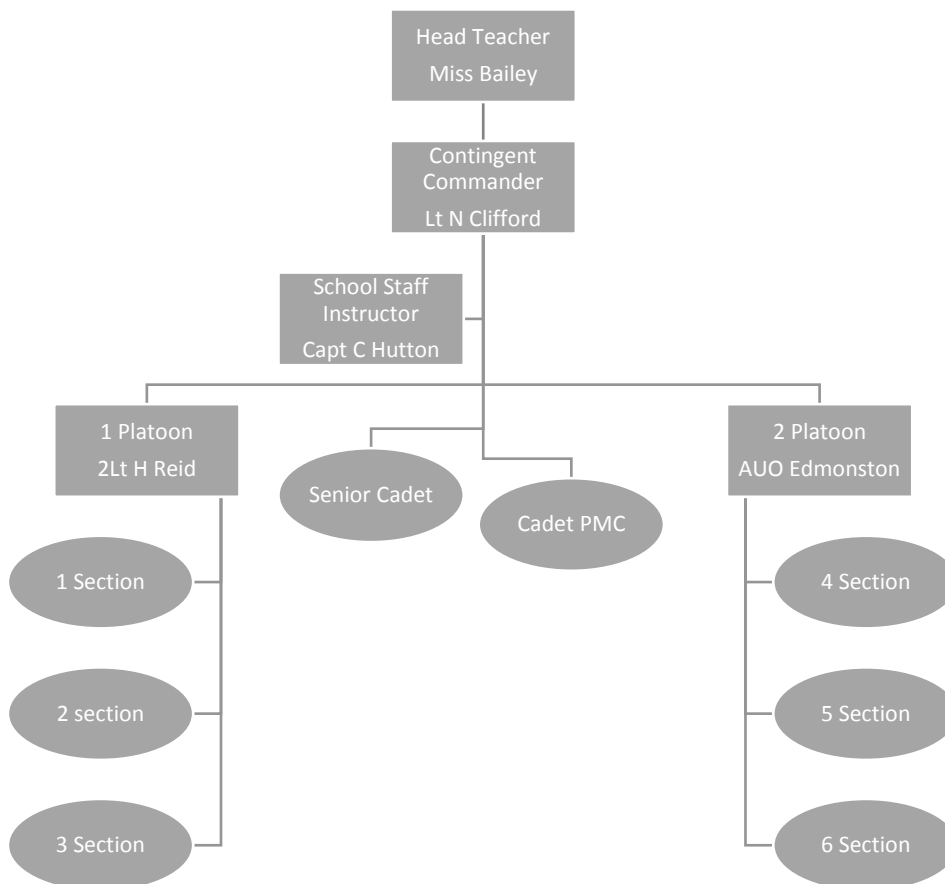 Head Teacher
Miss Bailey
Contingent
Commander
Lt N Clifford
School Staff
Instructor
Capt C Hutton
1 Platoon
2Lt H Reid
Senior Cadet
Cadet PMC
2 Platoon
AUO Edmonston
1 Section
2 section
3 Section
4 Section
5 Section
6 Section